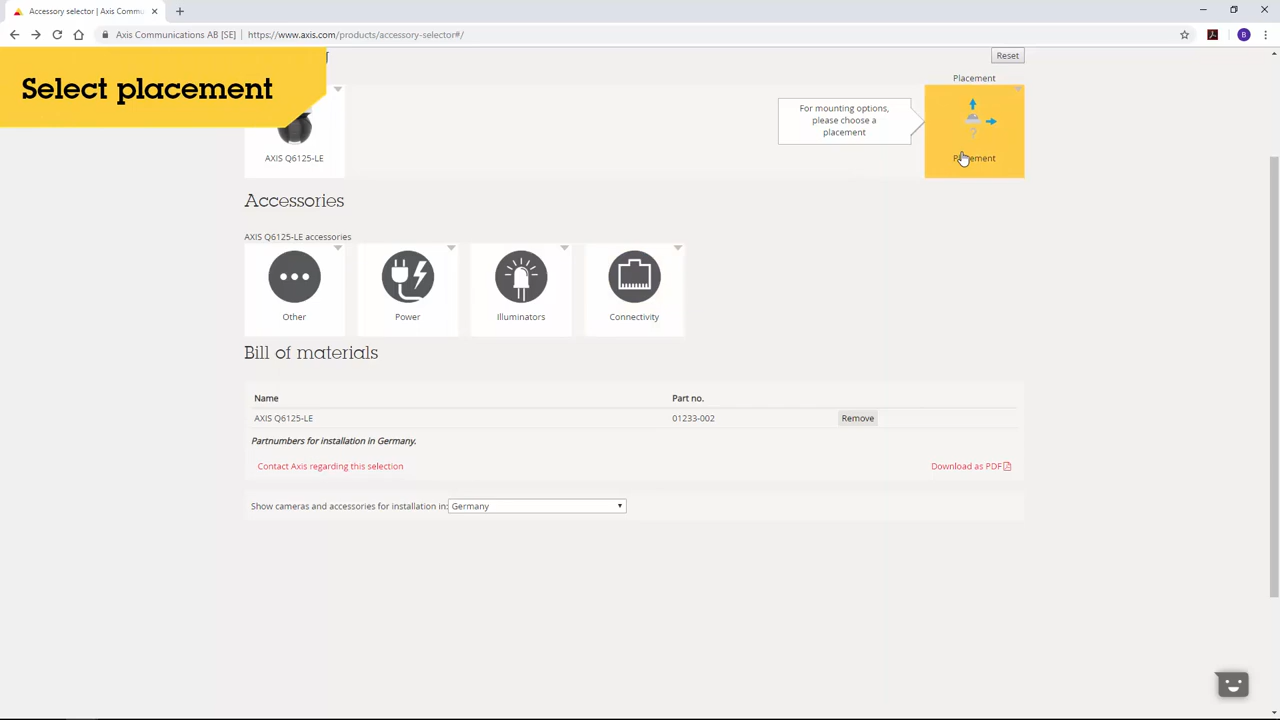 Accessory selector | Axis Commu
Axis Communications AB [SE]
https://www.axis.com/products/accessory-selector#/
Reset
Select placement
Placement
For mounting options,
please choose a
placement
AXIS Q6125-LE
Placement
Accessories
AXIS Q6125-LE accessories
Other
Power
Illuminators
Connectivity
Bill of materials
Name
Part no.
AXIS Q6125-LE
01233-002
Remove
Partnumbers for installation in Germany.
Contact Axis regarding this selection
Download as PDF
Show cameras and accessories for installation in:
Germany